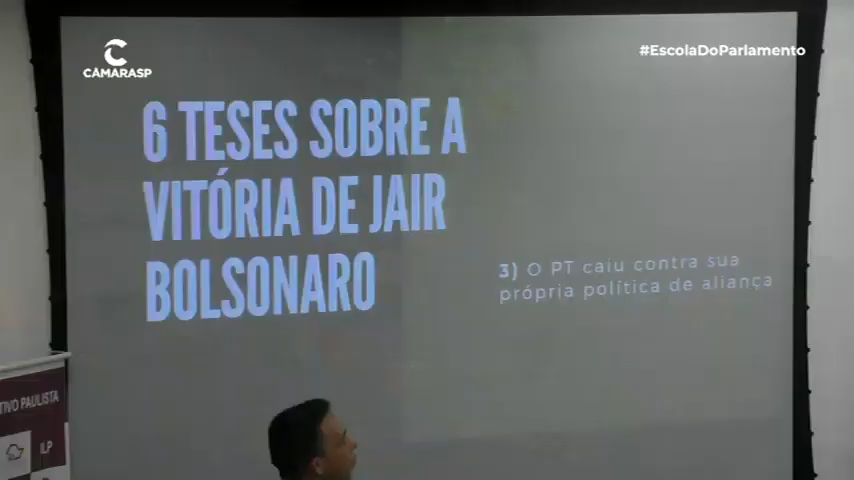 CÂMARASP
#EscolaDoParlamento
6 TESES SOBRE A
VITÓRIA DE JAIR
BOLSONARO
3) O PT caiu contra sua
própria política de aliança
TIVO PAULISTA
ILP